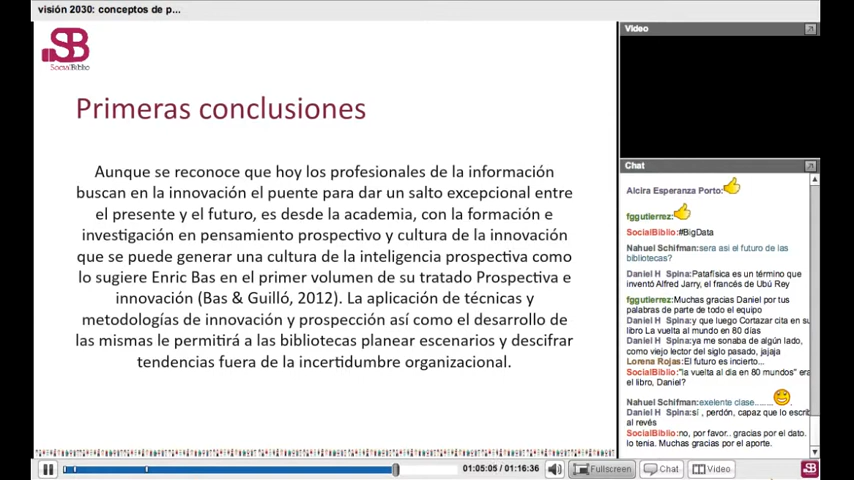 visión 2030: conceptos de p...
SB
SocialBiblio
Primeras conclusiones
Aunque se reconoce que hoy los profesionales de la información
buscan en la innovación el puente para dar un salto excepcional entre
el presente y el futuro, es desde la academia, con la formación e
investigación en pensamiento prospectivo y cultura de la innovación
que se puede generar una cultura de la inteligencia prospectiva como
lo sugiere Enric Bas en el primer volumen de su tratado Prospectiva e
innovación (Bas & Guilló, 2012). La aplicación de técnicas y
metodologías de innovación y prospección así como el desarrollo de
las mismas le permitirá a las bibliotecas planear escenarios y descifrar
tendencias fuera de la incertidumbre organizacional.
Video
Chat
Alcira Esperanza Porto:
fggutierrez:
SocialBiblio:#BigData
Nahuel Schifman:sera asi el futuro de las
bibliotecas?
Daniel H Spina:Patafísica es un término que
inventó Alfred Jarry, el francés de Ubú Rey
fggutierrez:Muchas gracias Daniel por tus
palabras de parte de todo el equipo
Daniel H Spina:y que luego Cortazar cita en su
libro La vuelta al mundo en 80 días
Daniel H Spina:ya me sonaba de algún lado,
como viejo lector del siglo pasado, jajaja
Lorena Rojas:El futuro es incierto...
SocialBiblio:"la vuelta al dia en 80 mundos" era
el libro, Daniel?
Nahuel Schifman:exelente clase........
Daniel H Spina:sí , perdón, capaz que lo escrib
al revés
SocialBiblio:no, por favor.. gracias por el dato.
lo tenia. Muchas gracias por el aporte.
01:05:05 / 01:16:36
Fullscreen
Chat
Video